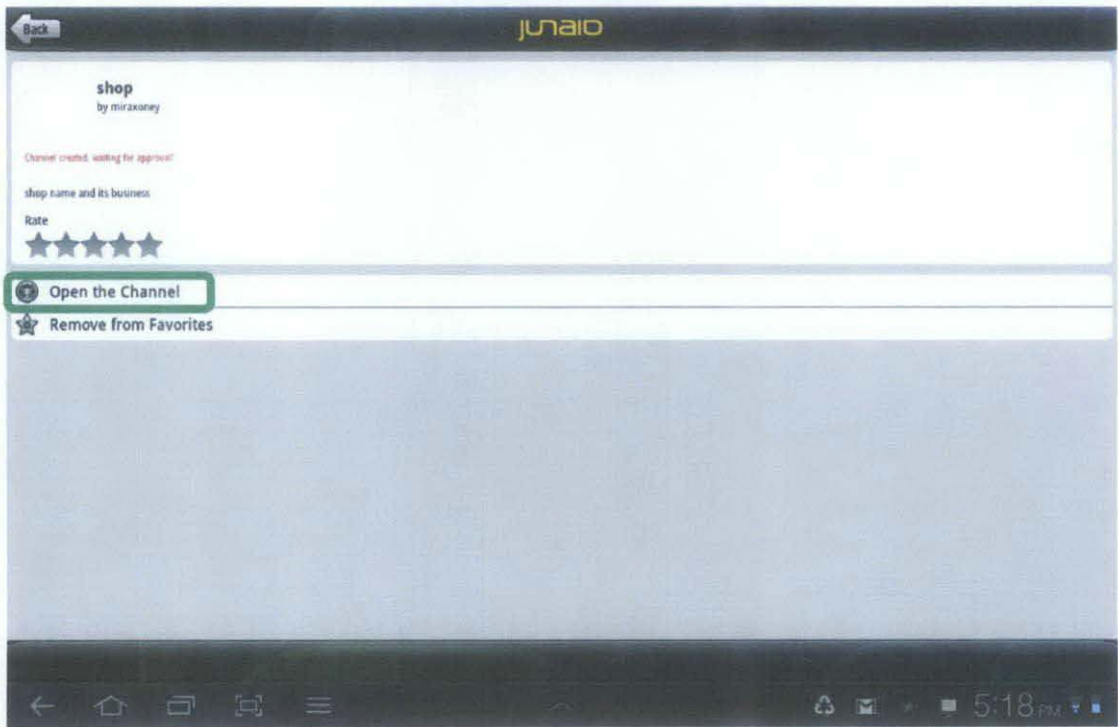 Back
junaio
shop
by miraxoney
Channel created, waiting for approval!
shop name and its business
Rate
Open the Channel
Remove from Favorites
5:18 PM